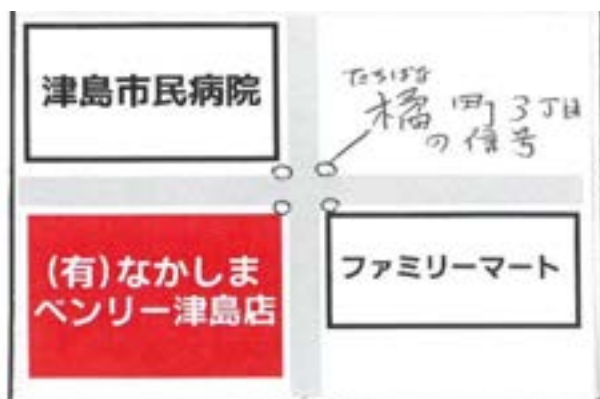 津島市民病院
たちばな
橘町3丁目
の信号
(有)なかしま
ベンリー津島店
ファミリーマート